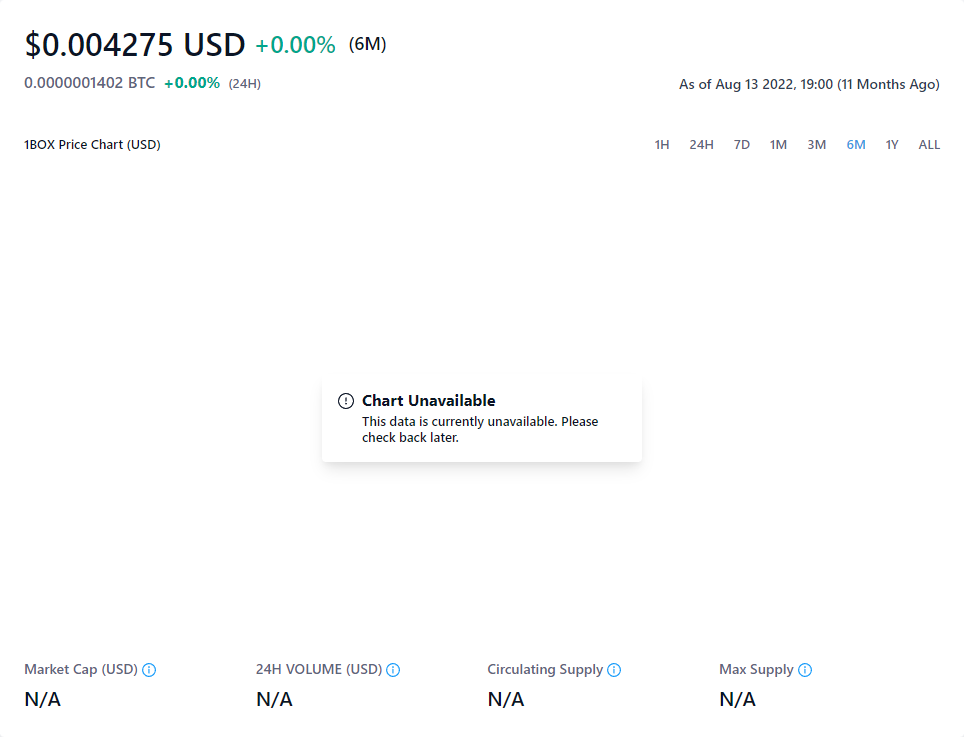 $0.004275 USD +0.00% (6M)
0.0000001402 BTC +0.00% (24H)
As of Aug 13 2022, 19:00 (11 Months Ago)
1BOX Price Chart (USD)
1H 24H 7D 1M 3M 6M 1Y ALL
Chart Unavailable
This data is currently unavailable. Please
check back later.
Market Cap (USD) 24H VOLUME (USD) Circulating Supply Max Supply
N/A N/A N/A N/A